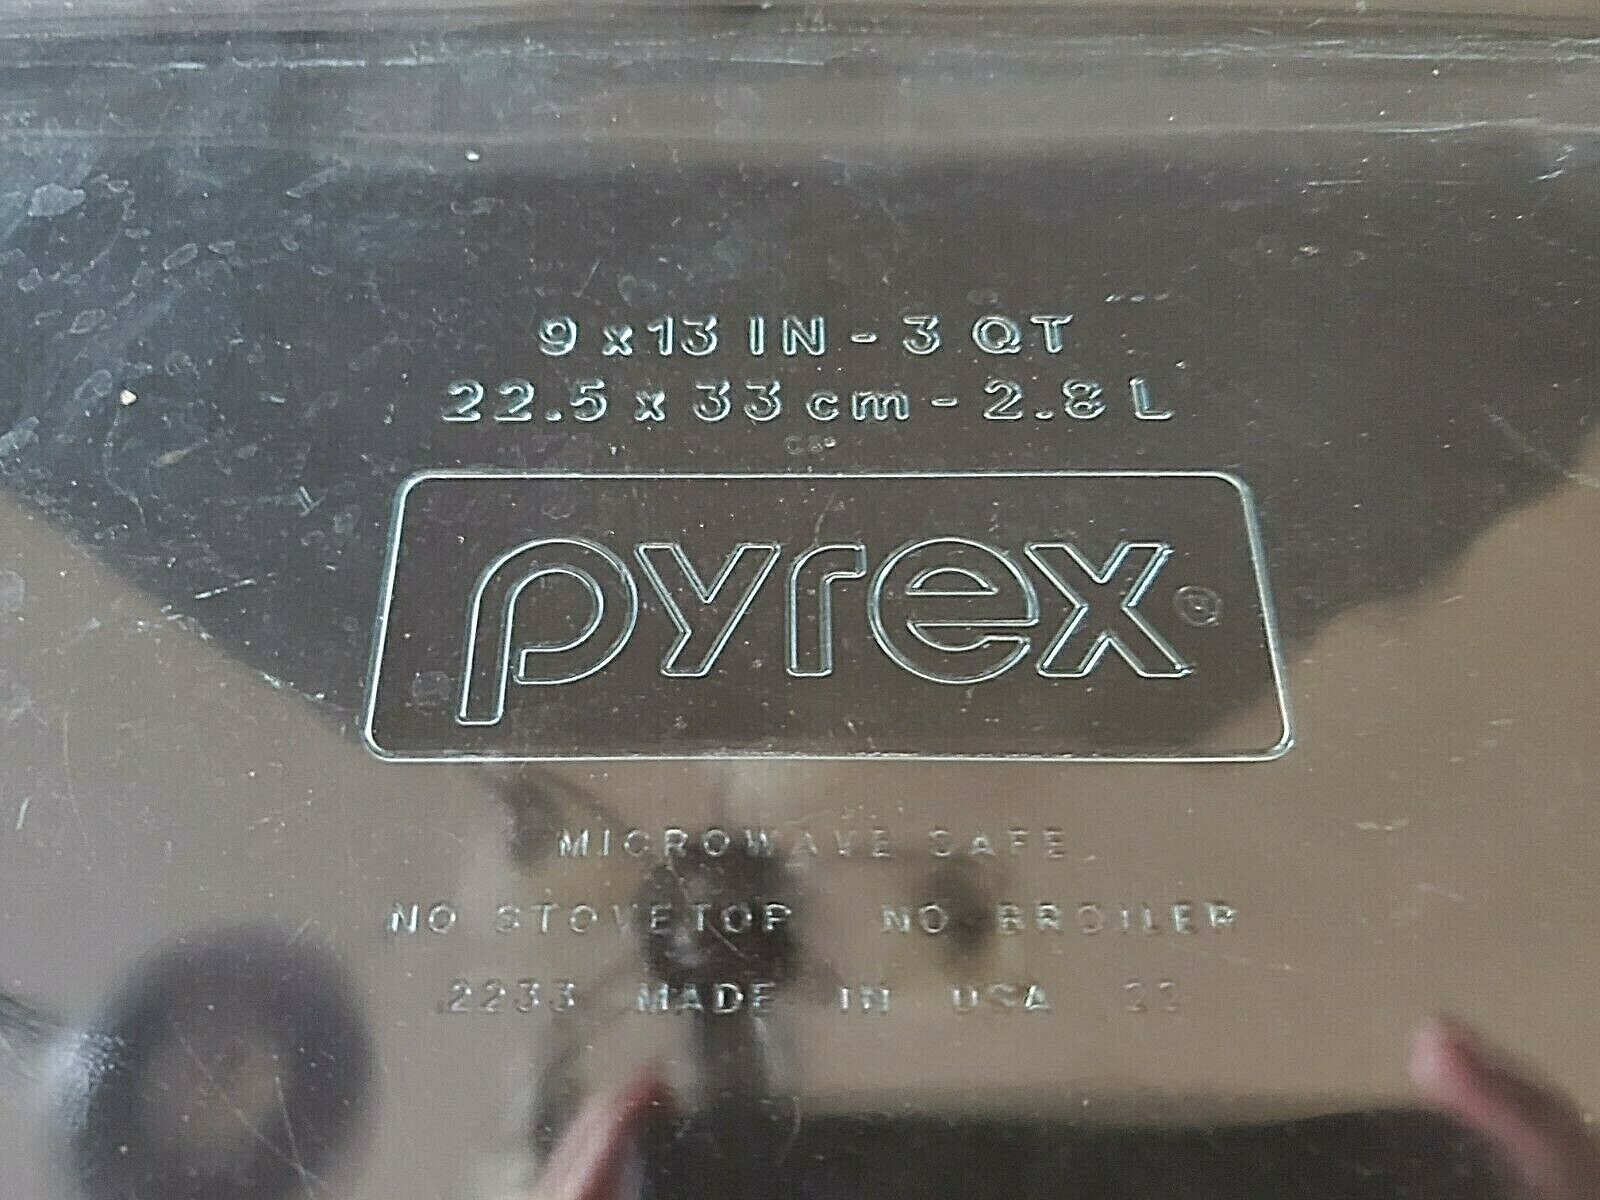 9 x 13 IN - 3 QT
22.5 x 33 cm - 2.8 L
pyrex®
MICROWAVE SAFE
NO STOVETOP NO BROILER
2233 MADE IN USA 22